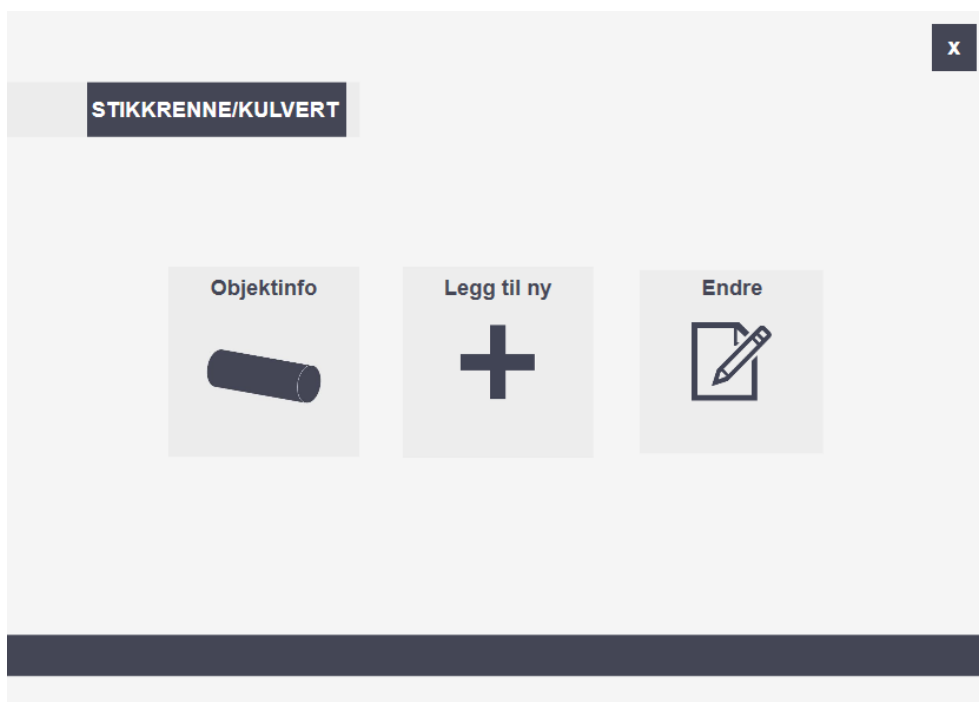 x
STIKKRENNE/KULVERT
Objektinfo
Legg til ny
Endre